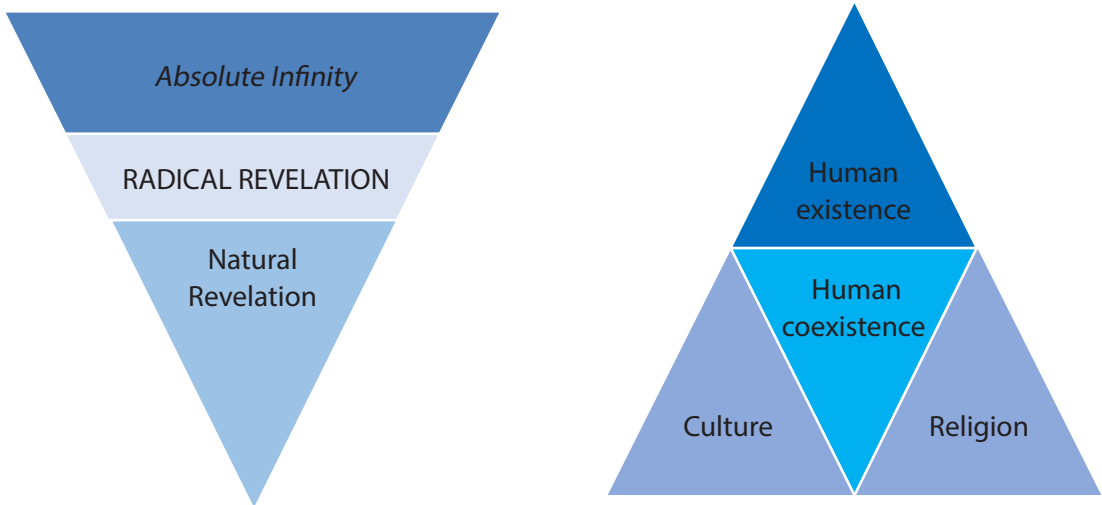 Absolute Infinity
RADICAL REVELATION
Natural
Revelation
Human
existence
Human
coexistence
Culture
Religion